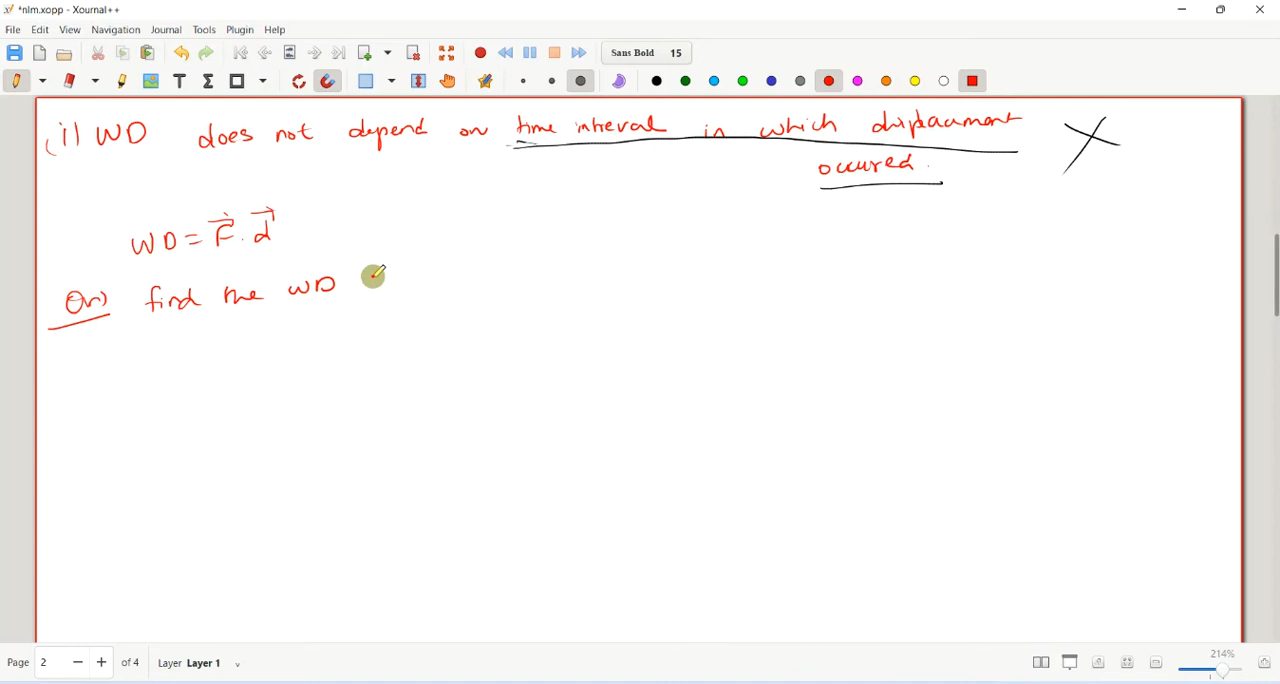 *nlm.xopp - Xournal++
File Edit View Navigation Journal Tools Plugin Help
Sans Bold 15
(i) WD does not depend on time interval in which displacement
occured.
WD = F. d
Qn) find the WD
Page 2 of 4 Layer Layer 1 214%